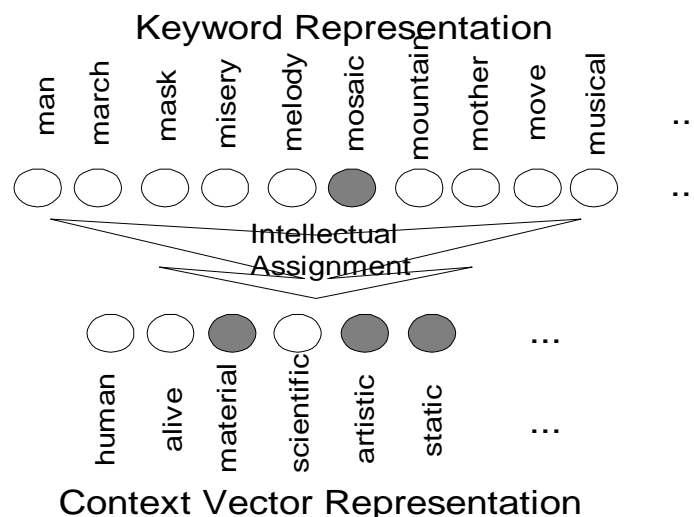 Keyword Representation
man march mask misery melody mosaic mountain mother move musical ..
..
Intellectual
Assignment
...
human alive material scientific artistic static ...
Context Vector Representation